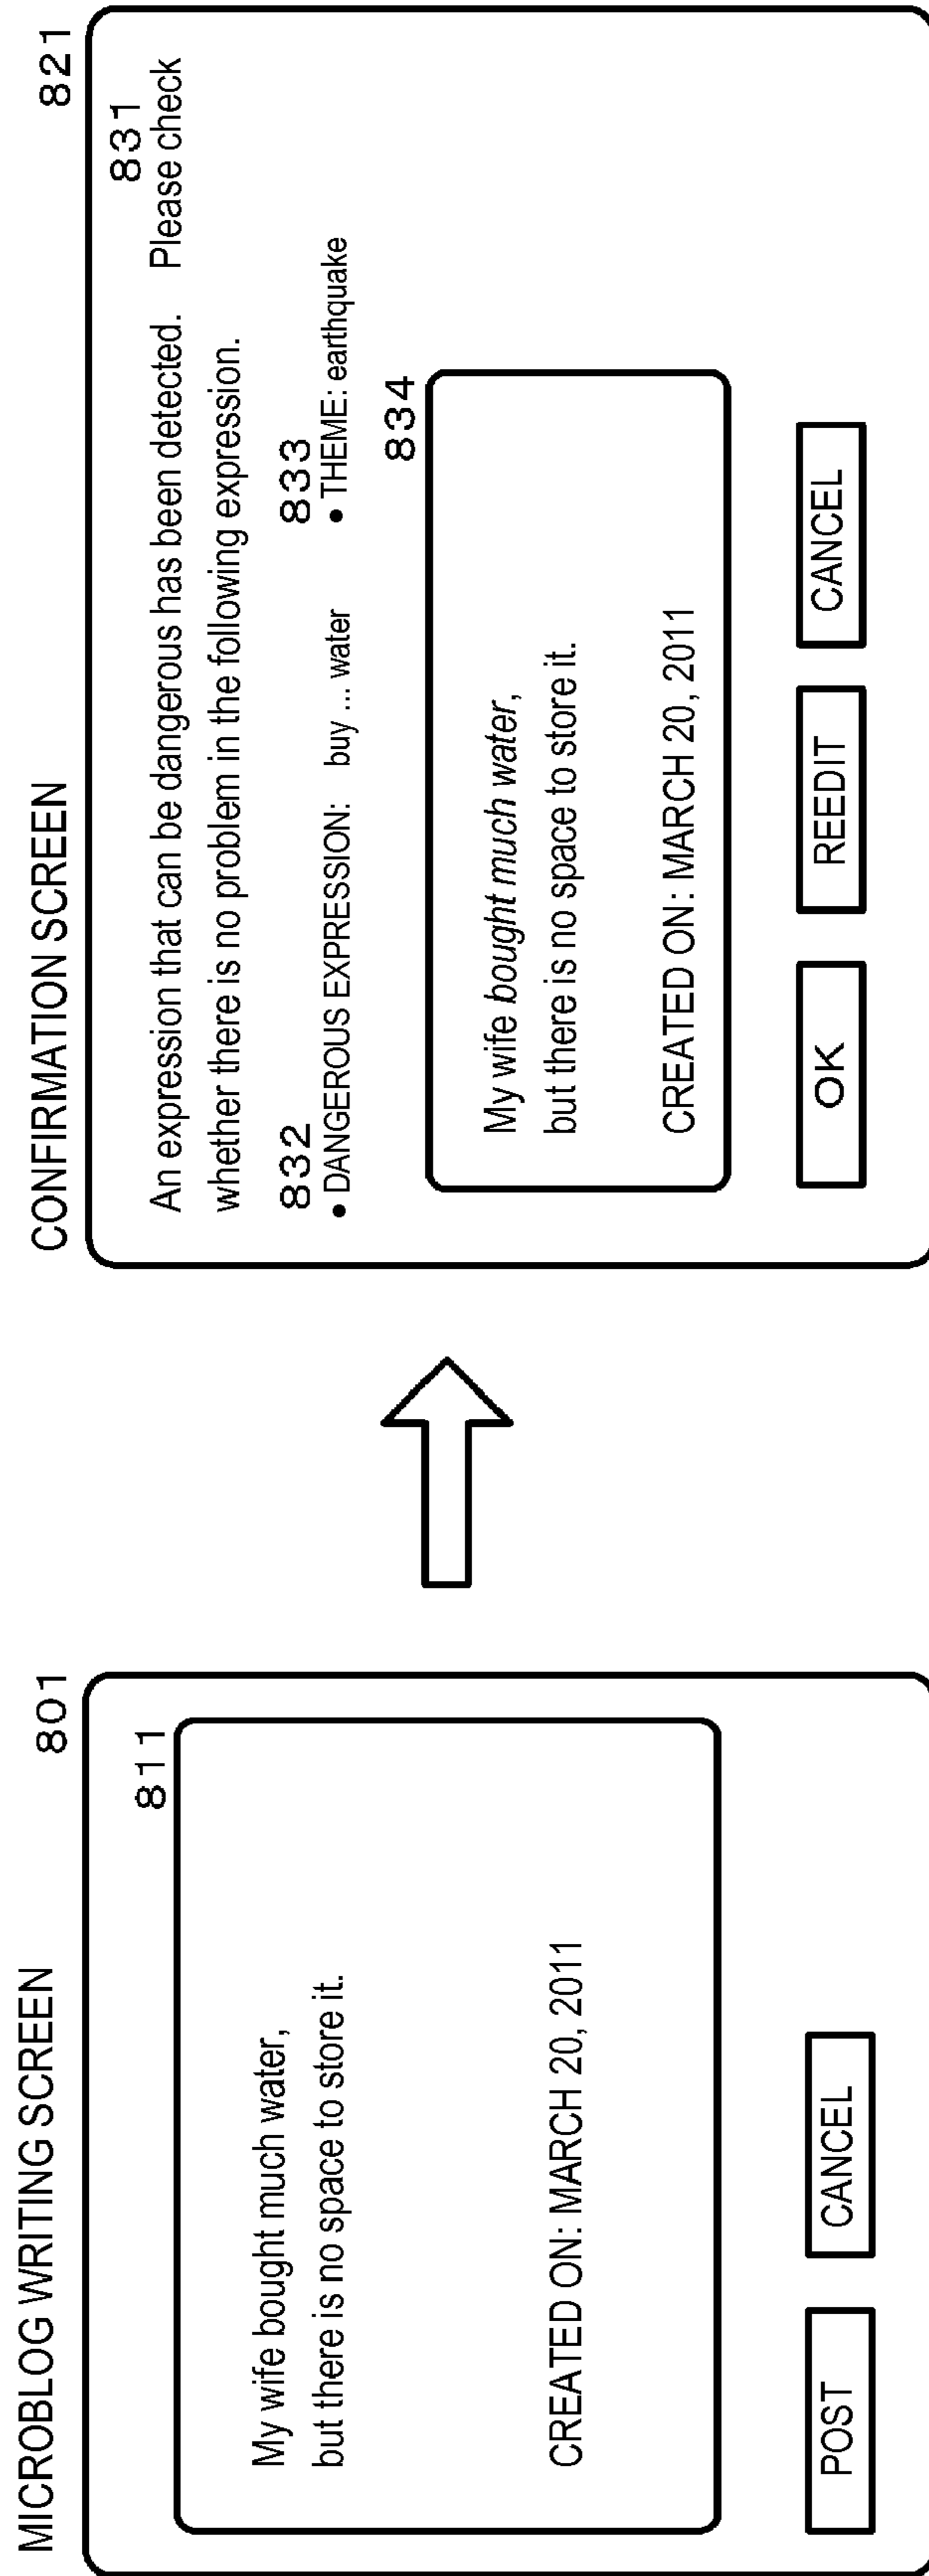 MICROBLOG WRITING SCREEN
801
811
My wife bought much water,
but there is no space to store it.
CREATED ON: MARCH 20, 2011
POST
CANCEL
CONFIRMATION SCREEN
821
831
An expression that can be dangerous has been detected. Please check
whether there is no problem in the following expression.
832
833
• DANGEROUS EXPRESSION: buy ... water • THEME: earthquake
834
My wife bought much water,
but there is no space to store it.
CREATED ON: MARCH 20, 2011
OK
REEDIT
CANCEL